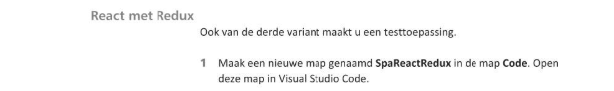 React met Redux
Ook van de derde variant maakt u een testtoepassing.
1 Maak een nieuwe map genaamd SpaReactRedux in de map Code. Open
deze map in Visual Studio Code.